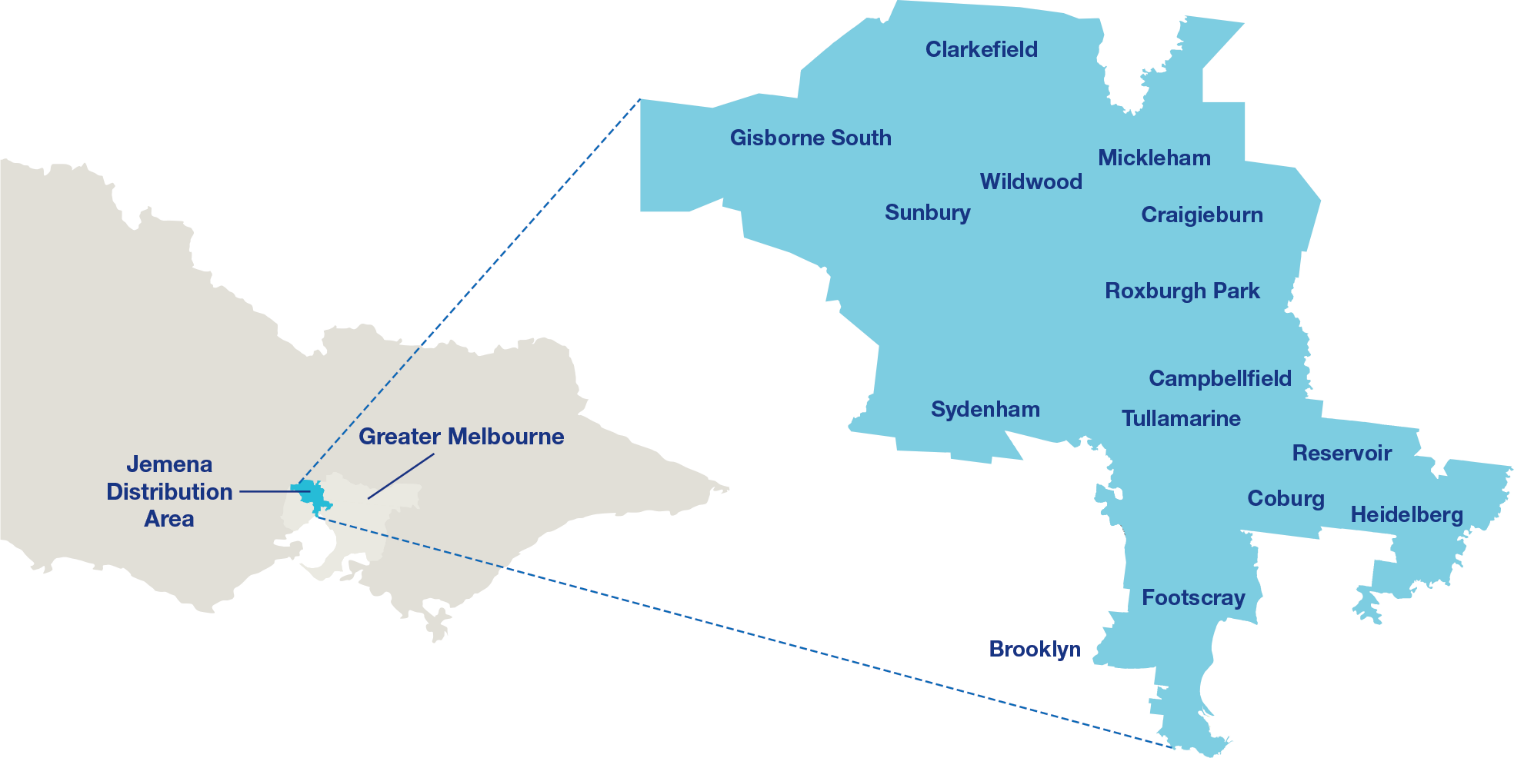 Clarkefield
Gisborne South
Mickleham
Wildwood
Sunbury
Craigieburn
Roxburgh Park
Campbellfield
Sydenham
Tullamarine
Reservoir
Coburg
Heidelberg
Footscray
Brooklyn
Greater Melbourne
Jemena
Distribution
Area